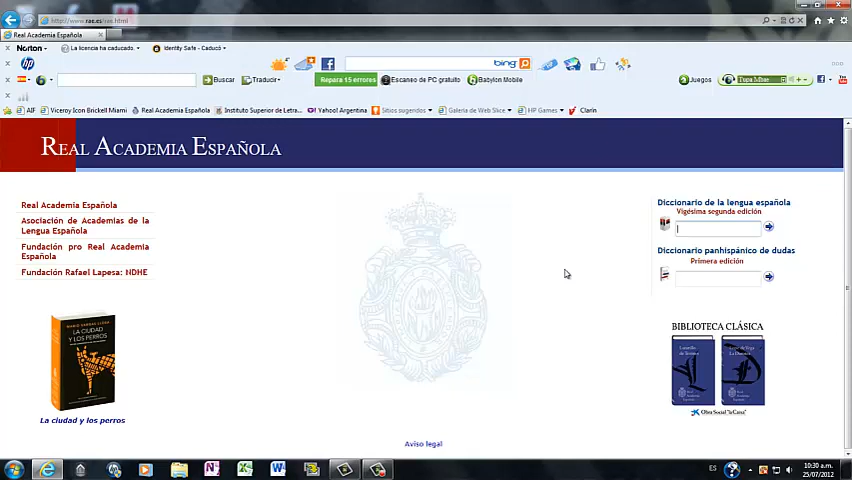 http://www.rae.es/rae.html
Real Academia Española
Norton
La licencia ha caducado.
Identity Safe - Caducó
hp
bing
Buscar
Traducir
Repara 15 errores
Escaneo de PC gratuito
Babylon Mobile
Juegos
AIF
Viceroy Icon Brickell Miami
Real Academia Española
Instituto Superior de Letra...
Yahoo! Argentina
Sitios sugeridos
Galería de Web Slice
HP Games
Clarín
REAL ACADEMIA ESPAÑOLA
Real Academia Española
Asociación de Academias de la
Lengua Española
Fundación pro Real Academia
Española
Fundación Rafael Lapesa: NDHE
Diccionario de la lengua española
Vigésima segunda edición
Diccionario panhispánico de dudas
Primera edición
MARIO VARGAS LLOSA
LA CIUDAD
Y LOS PERROS
La ciudad y los perros
BIBLIOTECA CLÁSICA
Obra Social "la Caixa"
Aviso legal
ES
10:30 a.m.
25/07/2012